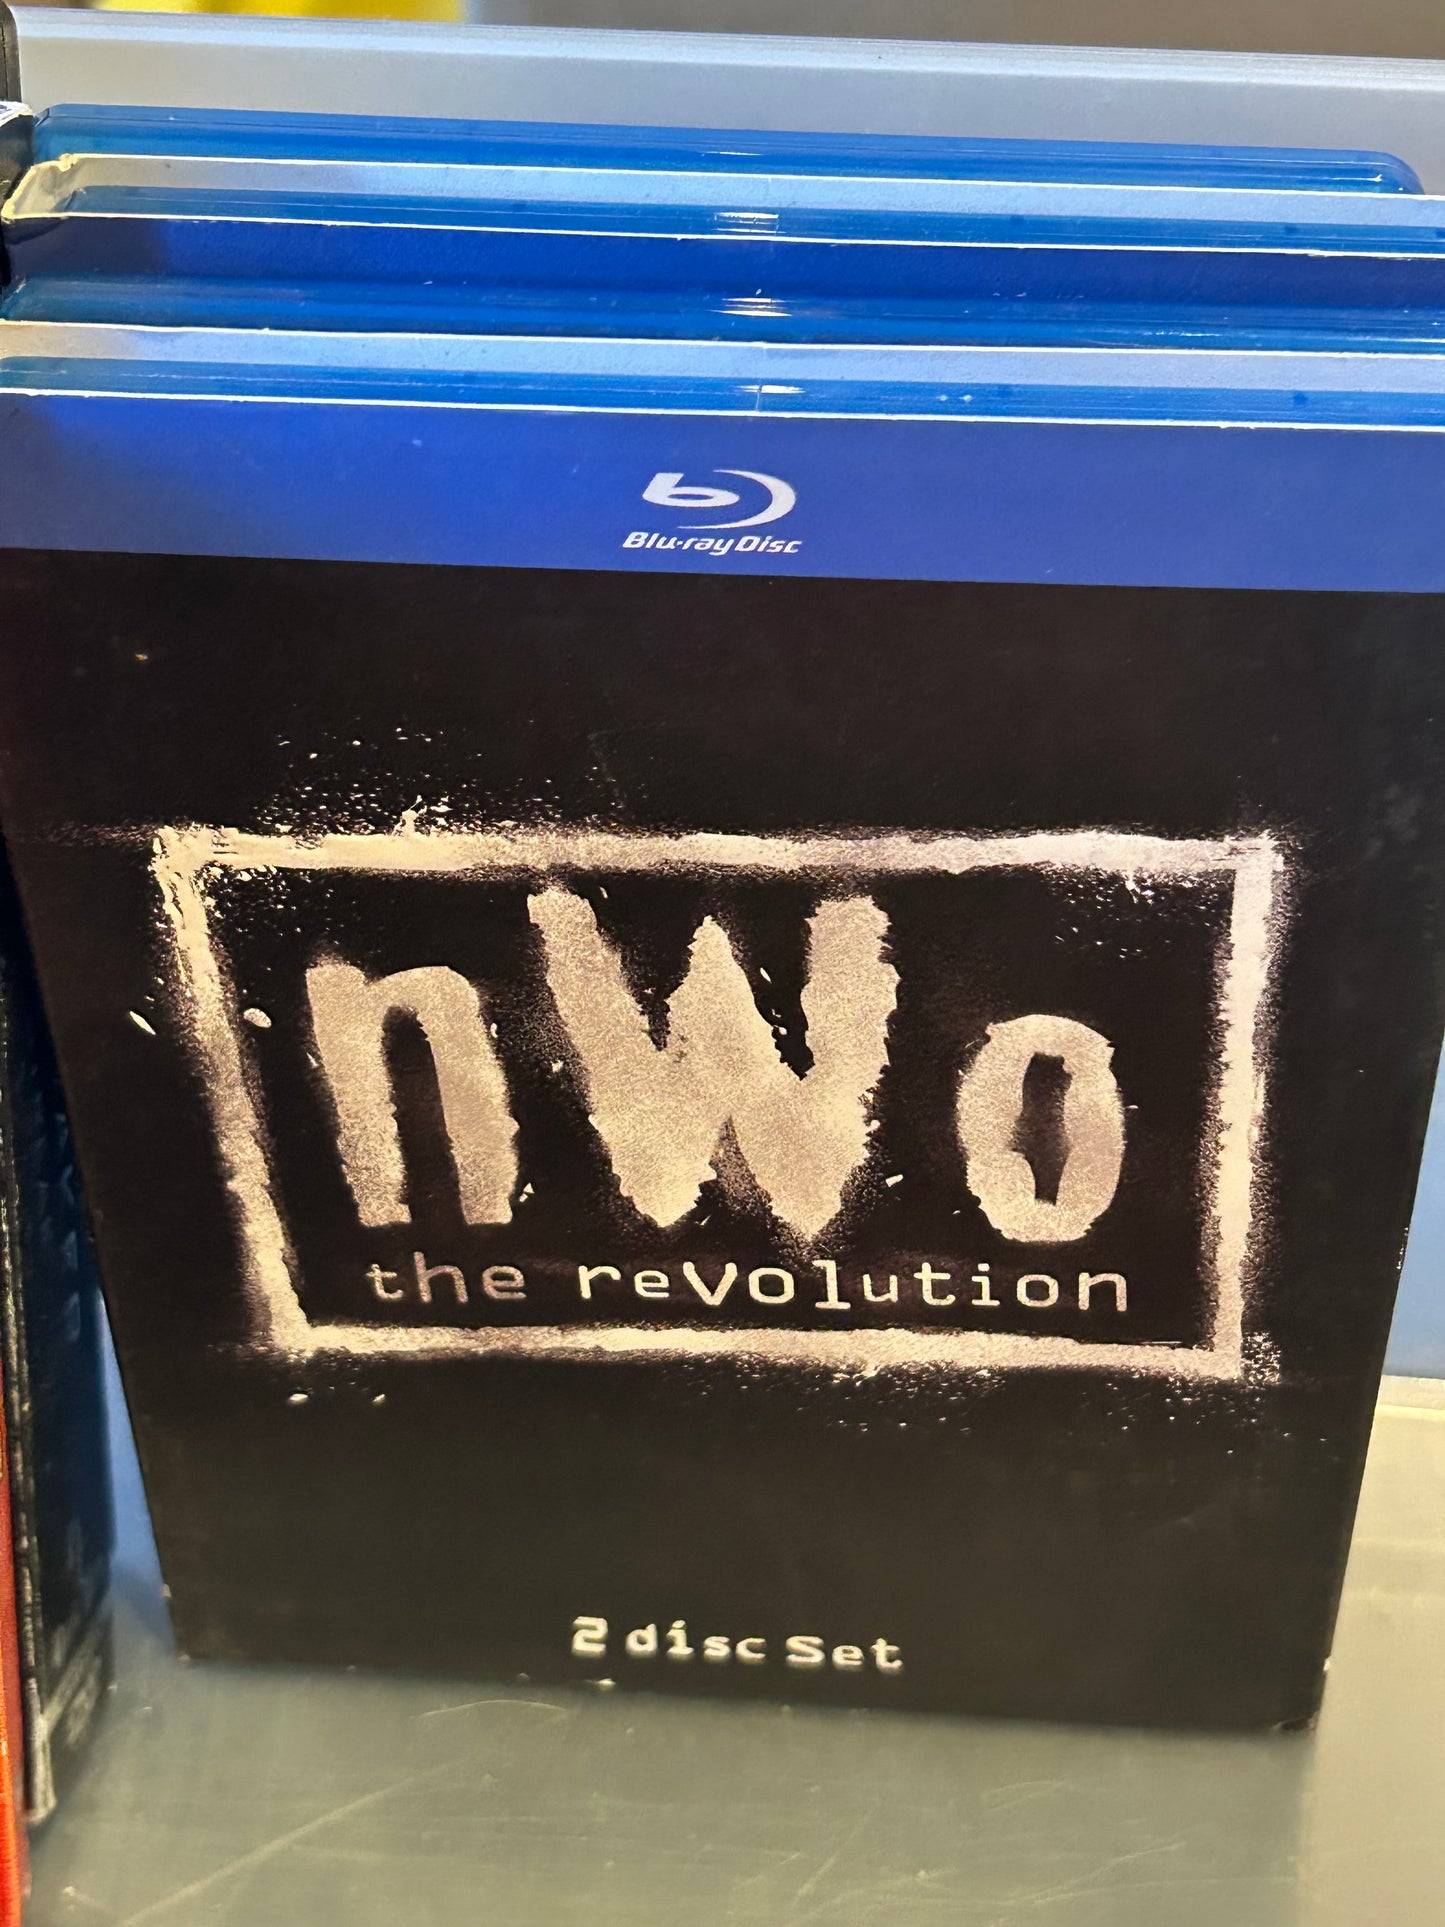 Blu-ray Disc
nWo
the reVolution
2 disc Set